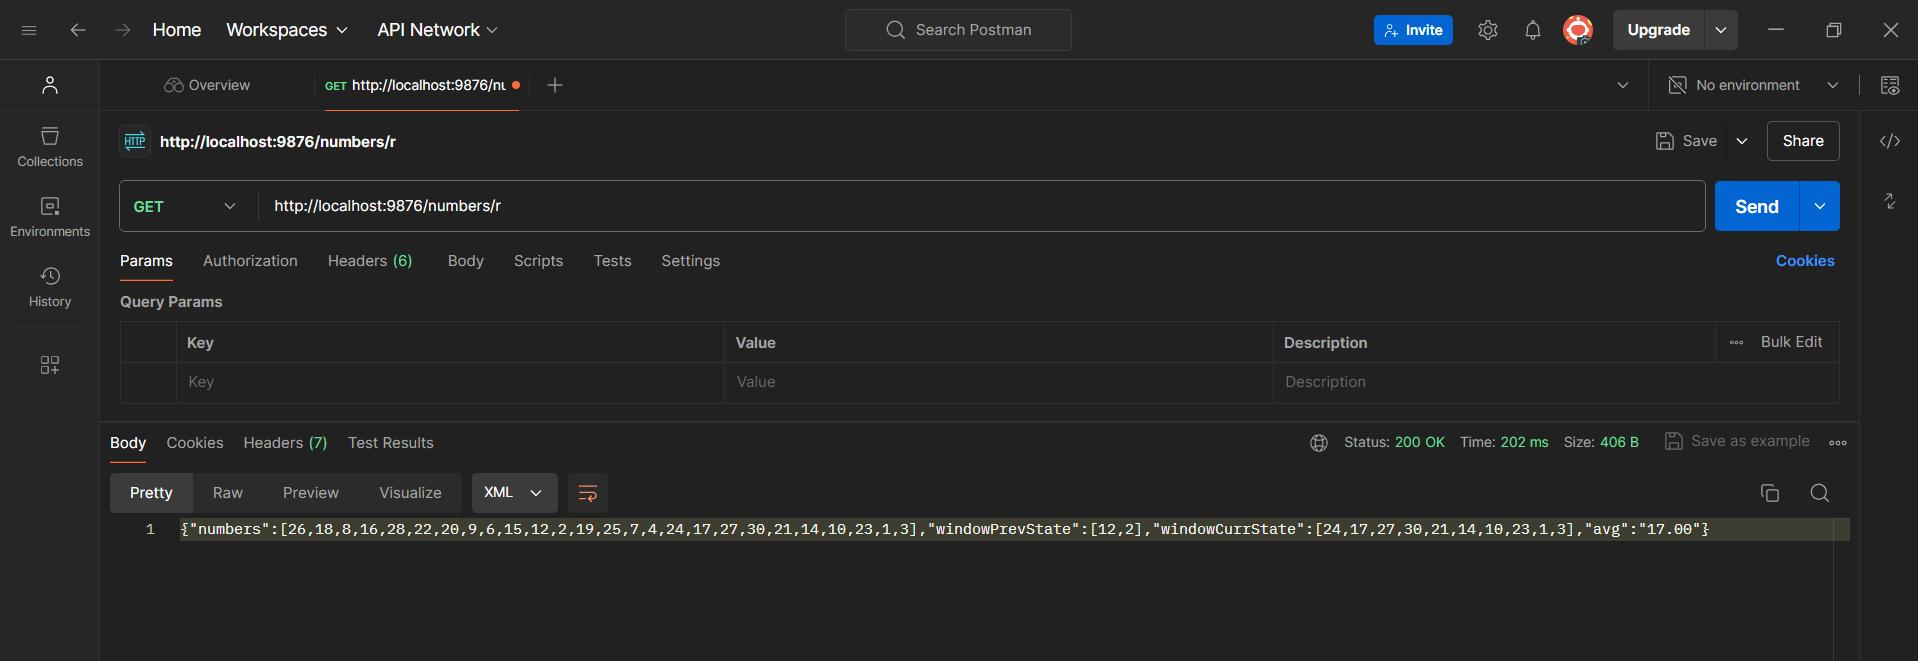 Home Workspaces API Network Search Postman Invite Upgrade
Overview GET http://localhost:9876/nu No environment
HTTP http://localhost:9876/numbers/r Save Share
Collections
GET http://localhost:9876/numbers/r Send
Environments
Params Authorization Headers (6) Body Scripts Tests Settings Cookies
History
Query Params
Key Value Description Bulk Edit
Key Value Description
Body Cookies Headers (7) Test Results Status: 200 OK Time: 202 ms Size: 406 B Save as example
Pretty Raw Preview Visualize XML
1 {"numbers":[26,18,8,16,28,22,20,9,6,15,12,2,19,25,7,4,24,17,27,30,21,14,10,23,1,3],"windowPrevState":[12,2],"windowCurrState":[24,17,27,30,21,14,10,23,1,3],"avg":"17.00"}